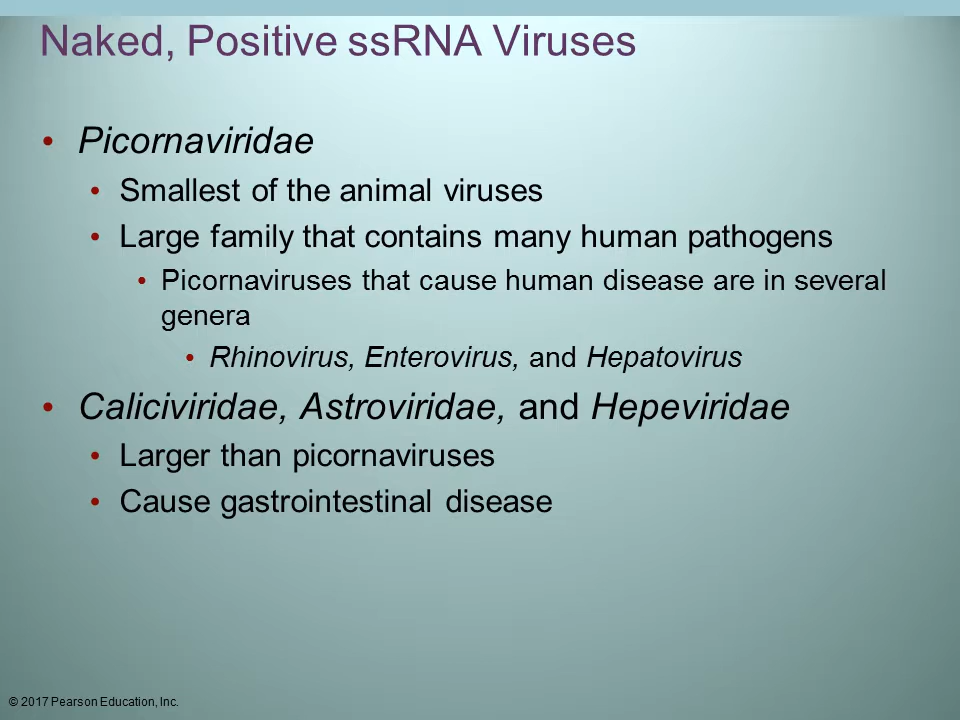 Naked, Positive ssRNA Viruses
• Picornaviridae
• Smallest of the animal viruses
• Large family that contains many human pathogens
• Picornaviruses that cause human disease are in several
genera
• Rhinovirus, Enterovirus, and Hepatovirus
• Caliciviridae, Astroviridae, and Hepeviridae
• Larger than picornaviruses
• Cause gastrointestinal disease
© 2017 Pearson Education, Inc.